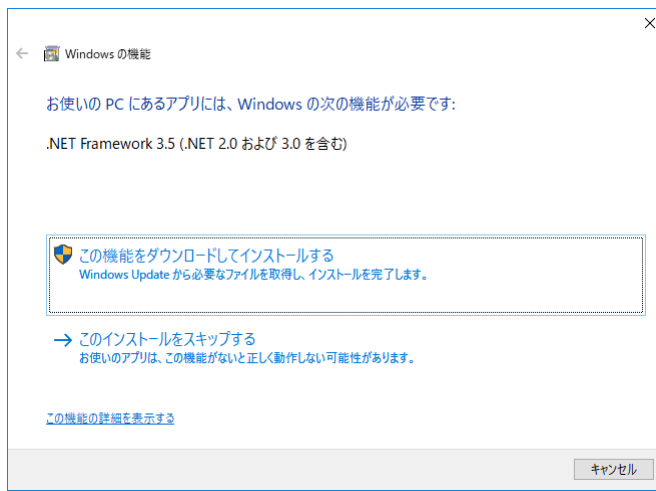 Windows の機能
お使いの PC にあるアプリには、Windows の次の機能が必要です:
.NET Framework 3.5 (.NET 2.0 および 3.0 を含む)
この機能をダウンロードしてインストールする
Windows Update から必要なファイルを取得し、インストールを完了します。
このインストールをスキップする
お使いのアプリは、この機能がないと正しく動作しない可能性があります。
この機能の詳細を表示する
キャンセル